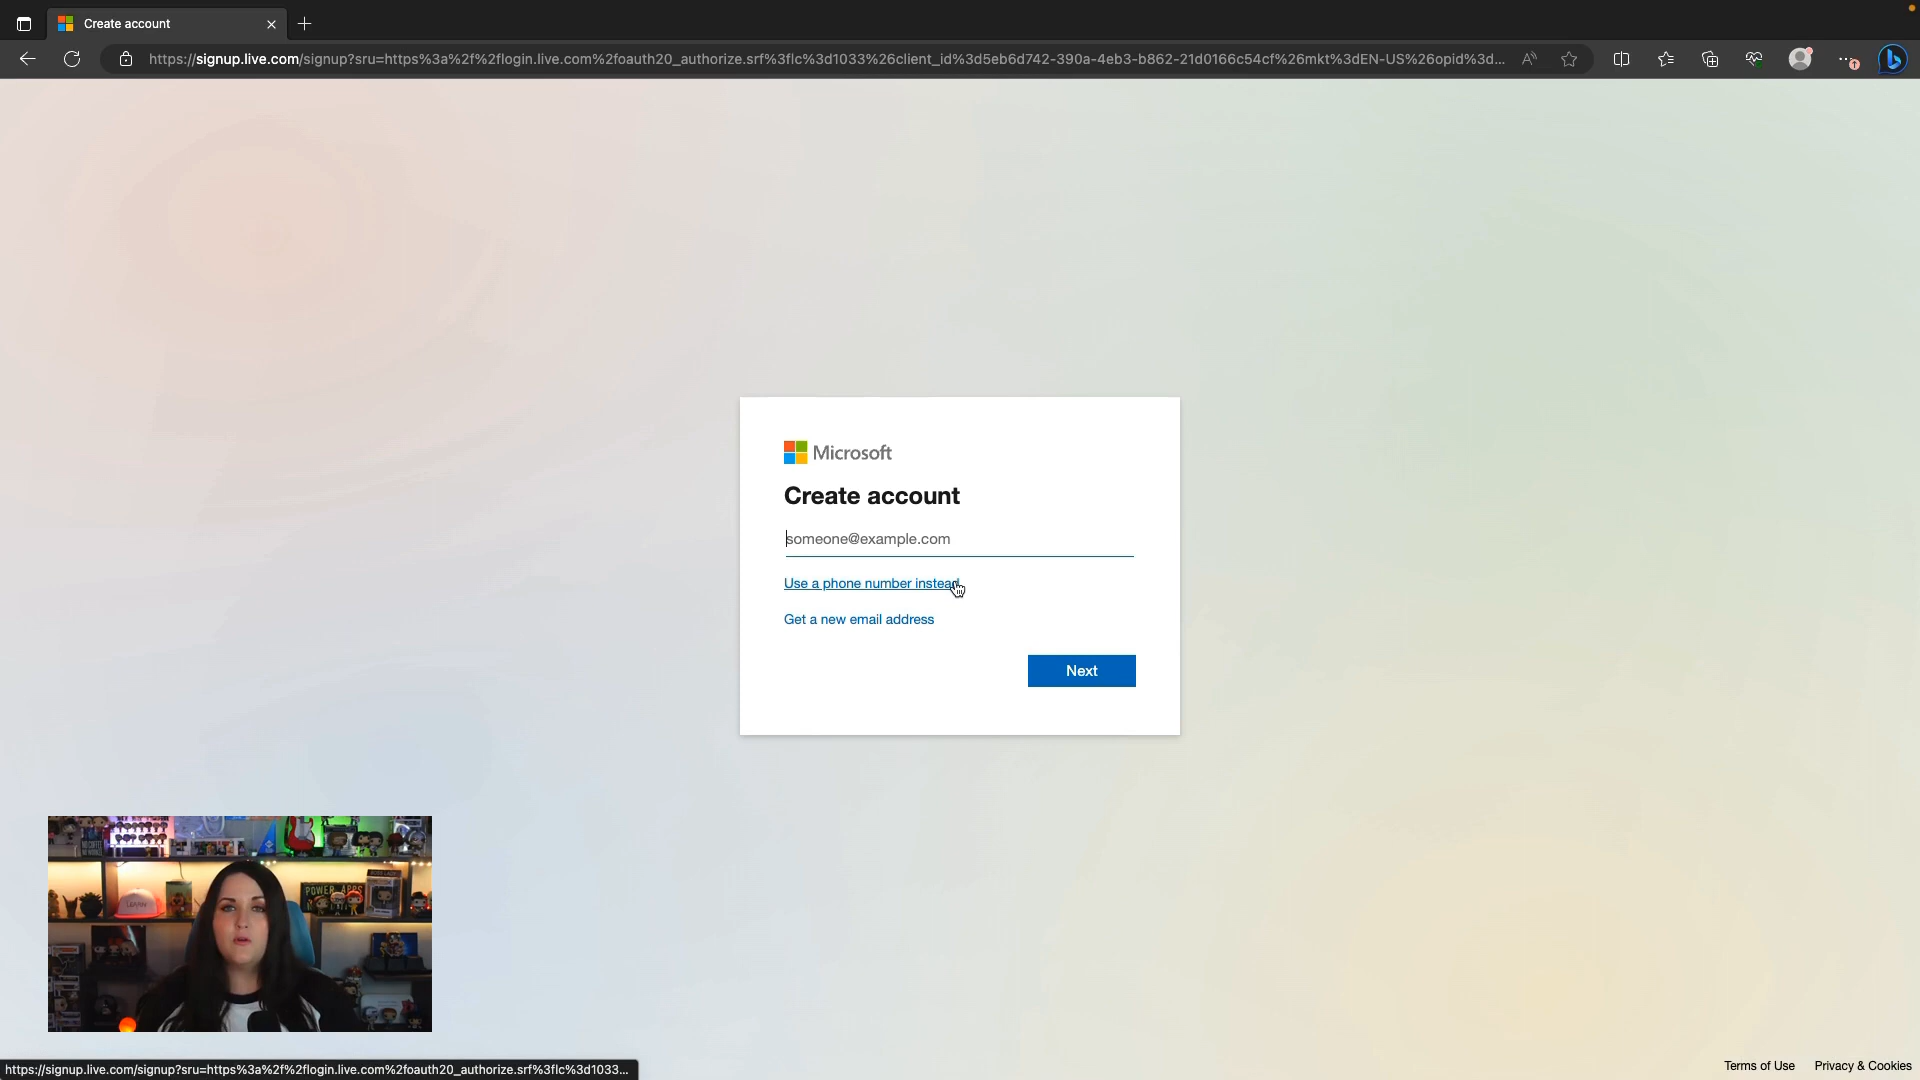 Create account
https://signup.live.com/signup?sru=https%3a%2f%2flogin.live.com%2foauth20_authorize.srf%3flc%3d1033%26client_id%3d5eb6d742-390a-4eb3-b862-21d0166c54cf%26mkt%3dEN-US%26opid%3d...
Microsoft
Create account
someone@example.com
Use a phone number instead
Get a new email address
Next
POWER APPS
https://signup.live.com/signup?sru=https%3a%2f%2flogin.live.com%2foauth20_authorize.srf%3flc%3d1033...
Terms of Use
Privacy & Cookies